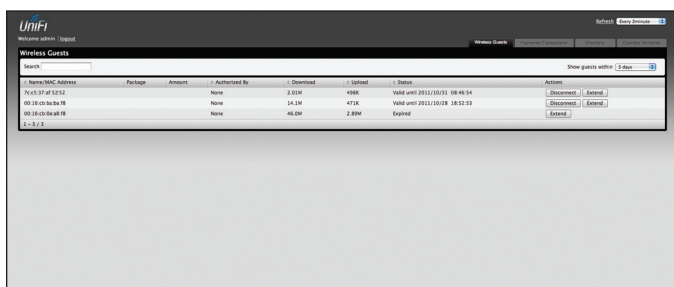 UniFi
Refresh Every 2minute
Welcome admin | logout
Wireless Guests Payments/Transactions Vouchers
Wireless Guests
Search Show guests within 3 days
Name/MAC Address Package Amount Authorized By Download Upload Status Actions
7c:c5:37:af:52:52 None 2.01M 498K Valid until 2011/10/31 08:46:54 Disconnect Extend
00:16:cb:ba:ba:f8 None 14.1M 471K Valid until 2011/10/28 18:52:53 Disconnect Extend
00:16:cb:0e:a8:f8 None 46.0M 2.89M Expired Extend
1 - 3 / 3